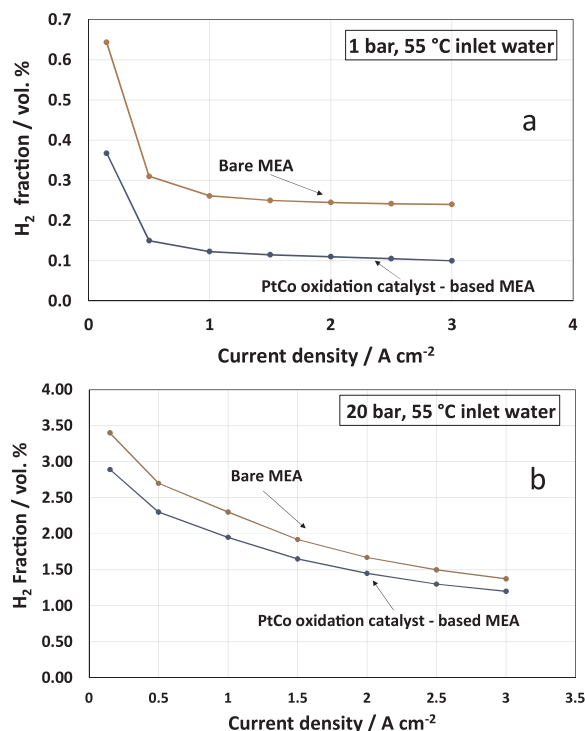 0.7
1 bar, 55 °C inlet water
0.6
0.5
a
0.4
Bare MEA
0.3
0.2
0.1
PtCo oxidation catalyst - based MEA
0.0
H₂ fraction / vol. %
0 1 2 3 4
Current density / A cm⁻²
4.00
20 bar, 55 °C inlet water
3.50
3.00
Bare MEA
b
2.50
2.00
1.50
1.00
PtCo oxidation catalyst - based MEA
0.50
0.00
H₂ Fraction / vol. %
0 0.5 1 1.5 2 2.5 3 3.5
Current density / A cm⁻²